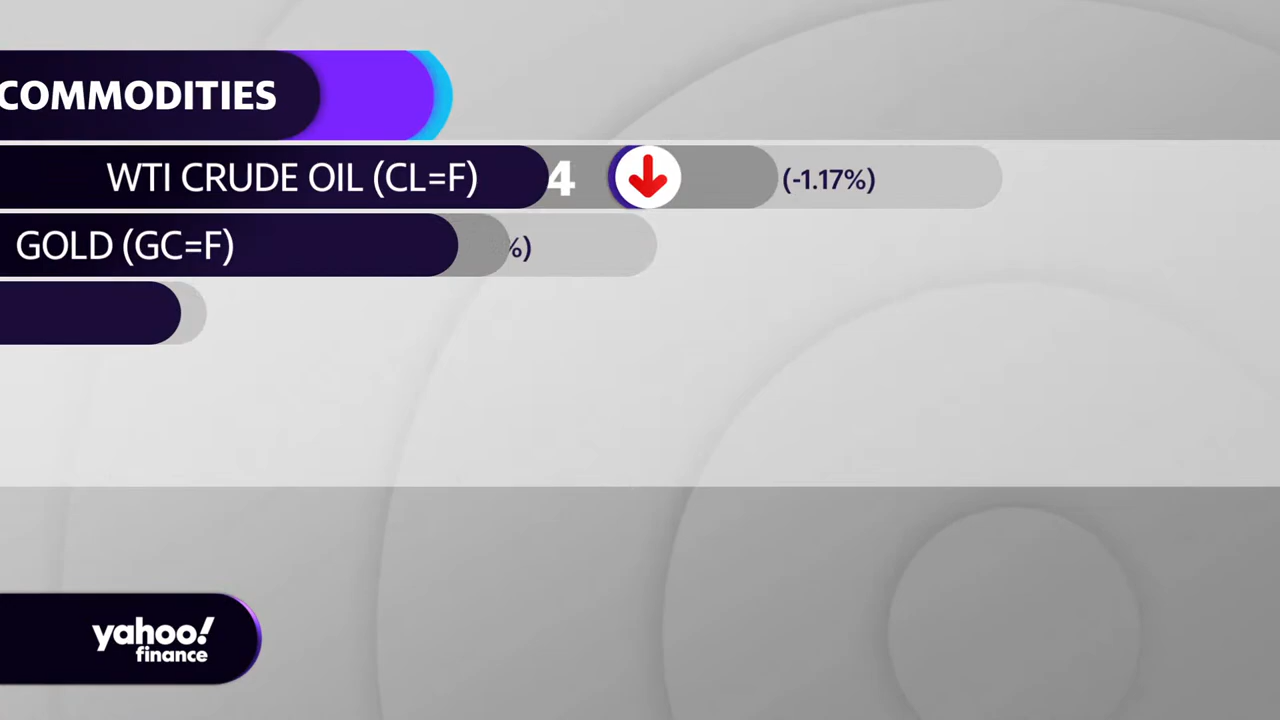 COMMODITIES
WTI CRUDE OIL (CL=F) 4 (-1.17%)
GOLD (GC=F) %)
yahoo!
finance